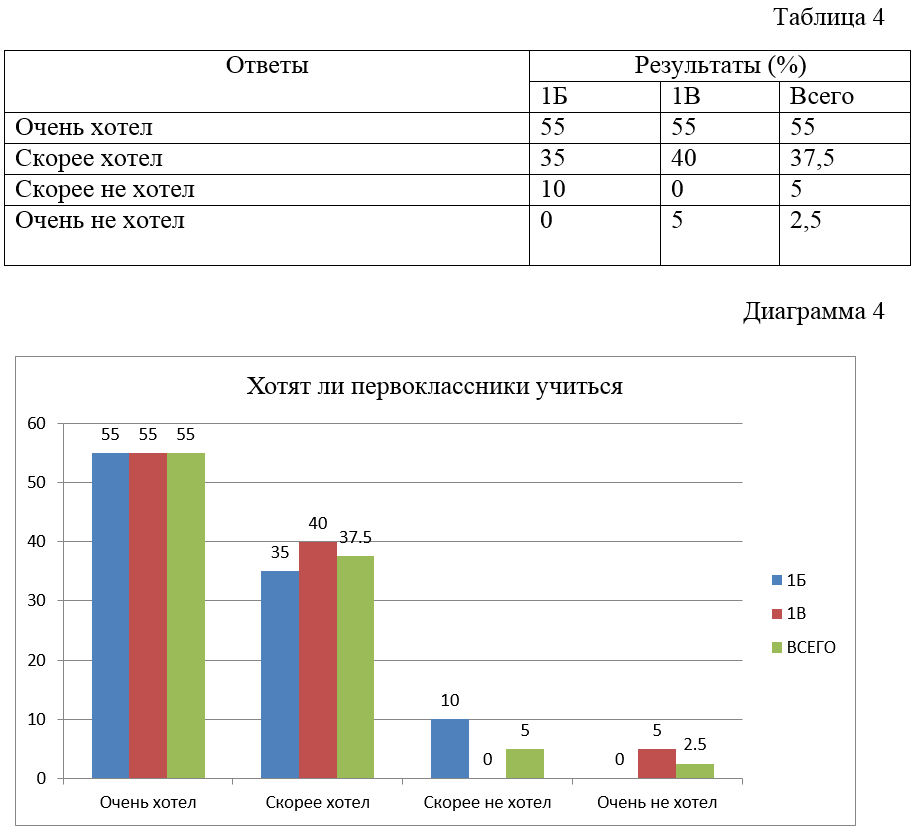 Таблица 4
Ответы Результаты (%)
1Б 1В Всего
Очень хотел 55 55 55
Скорее хотел 35 40 37,5
Скорее не хотел 10 0 5
Очень не хотел 0 5 2,5
Диаграмма 4
Хотят ли первоклассники учиться
60
55 55 55
50
40
40
37.5
35
1Б
30
1В
ВСЕГО
20
10
10
5
0
5
0
2.5
0
Очень хотел Скорее хотел Скорее не хотел Очень не хотел